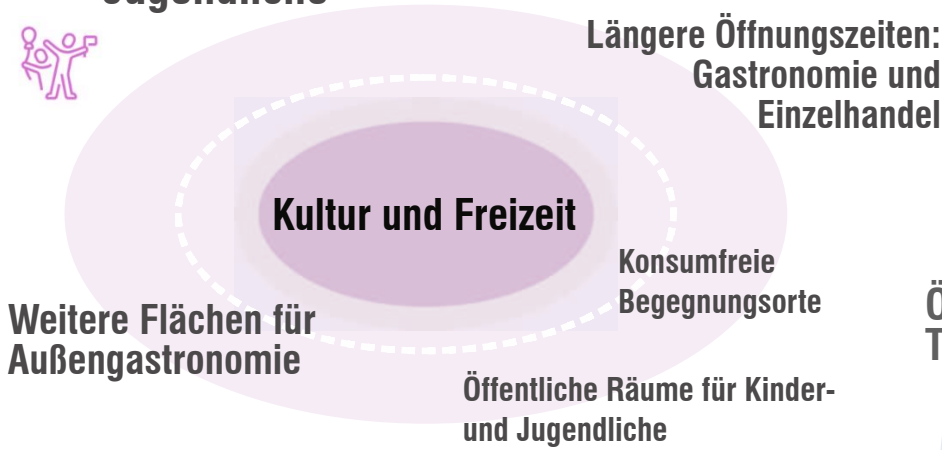 Jugendliche
Längere Öffnungszeiten:
Gastronomie und
Einzelhandel
Kultur und Freizeit
Konsumfreie
Begegnungsorte
Weitere Flächen für
Außengastronomie
Öffentliche Räume für Kinder-
und Jugendliche